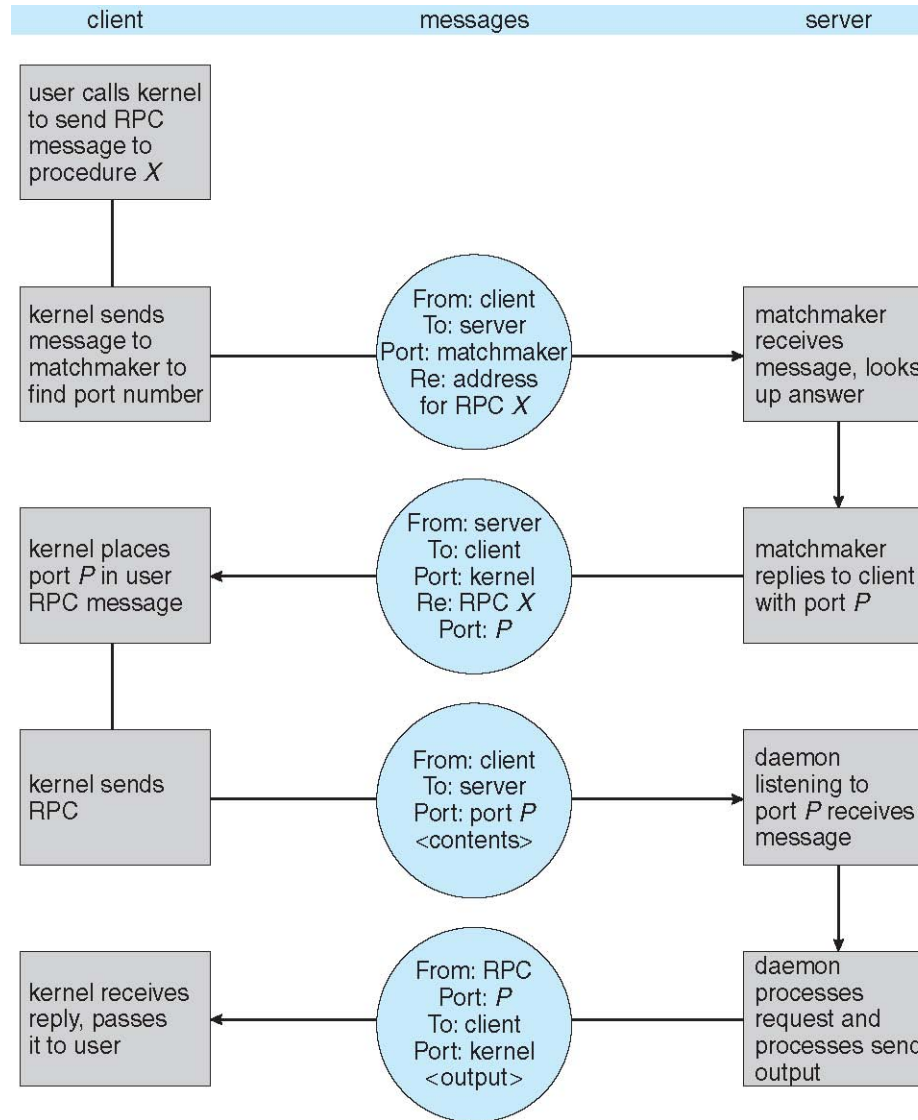 client messages server
user calls kernel
to send RPC
message to
procedure X
kernel sends
message to
matchmaker to
find port number
From: client
To: server
Port: matchmaker
Re: address
for RPC X
matchmaker
receives
message, looks
up answer
kernel places
port P in user
RPC message
From: server
To: client
Port: kernel
Re: RPC X
Port: P
matchmaker
replies to client
with port P
kernel sends
RPC
From: client
To: server
Port: port P
<contents>
daemon
listening to
port P receives
message
kernel receives
reply, passes
it to user
From: RPC
Port: P
To: client
Port: kernel
<output>
daemon
processes
request and
processes send
output